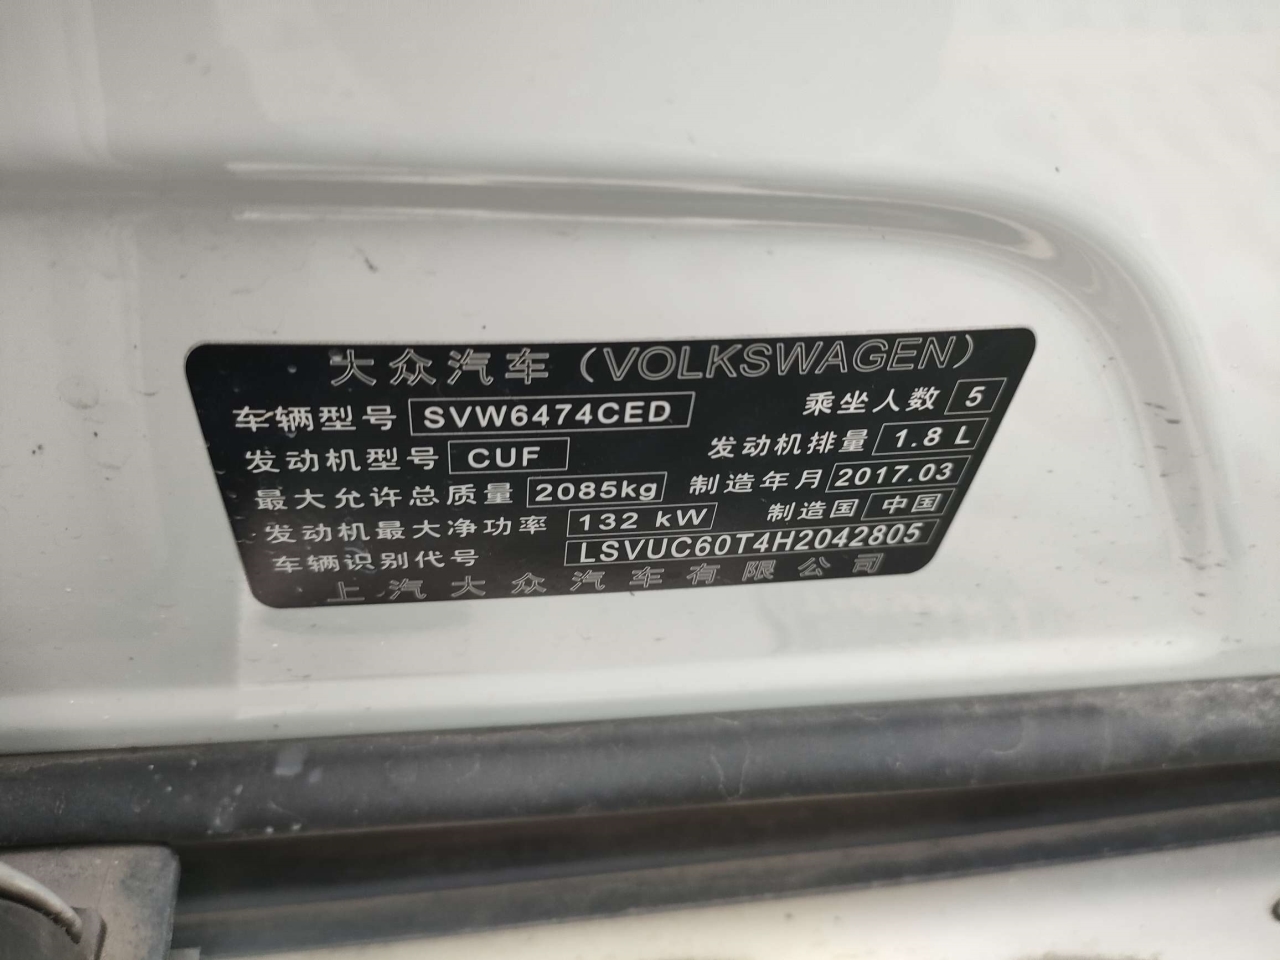 大众汽车（VOLKSWAGEN）
车辆型号 SVW6474CED 乘坐人数 5
发动机型号 CUF 发动机排量 1.8 L
最大允许总质量 2085kg 制造年月 2017.03
发动机最大净功率 132 kW 制造国 中国
车辆识别代号 LSVUC60T4H2042805
上汽大众汽车有限公司